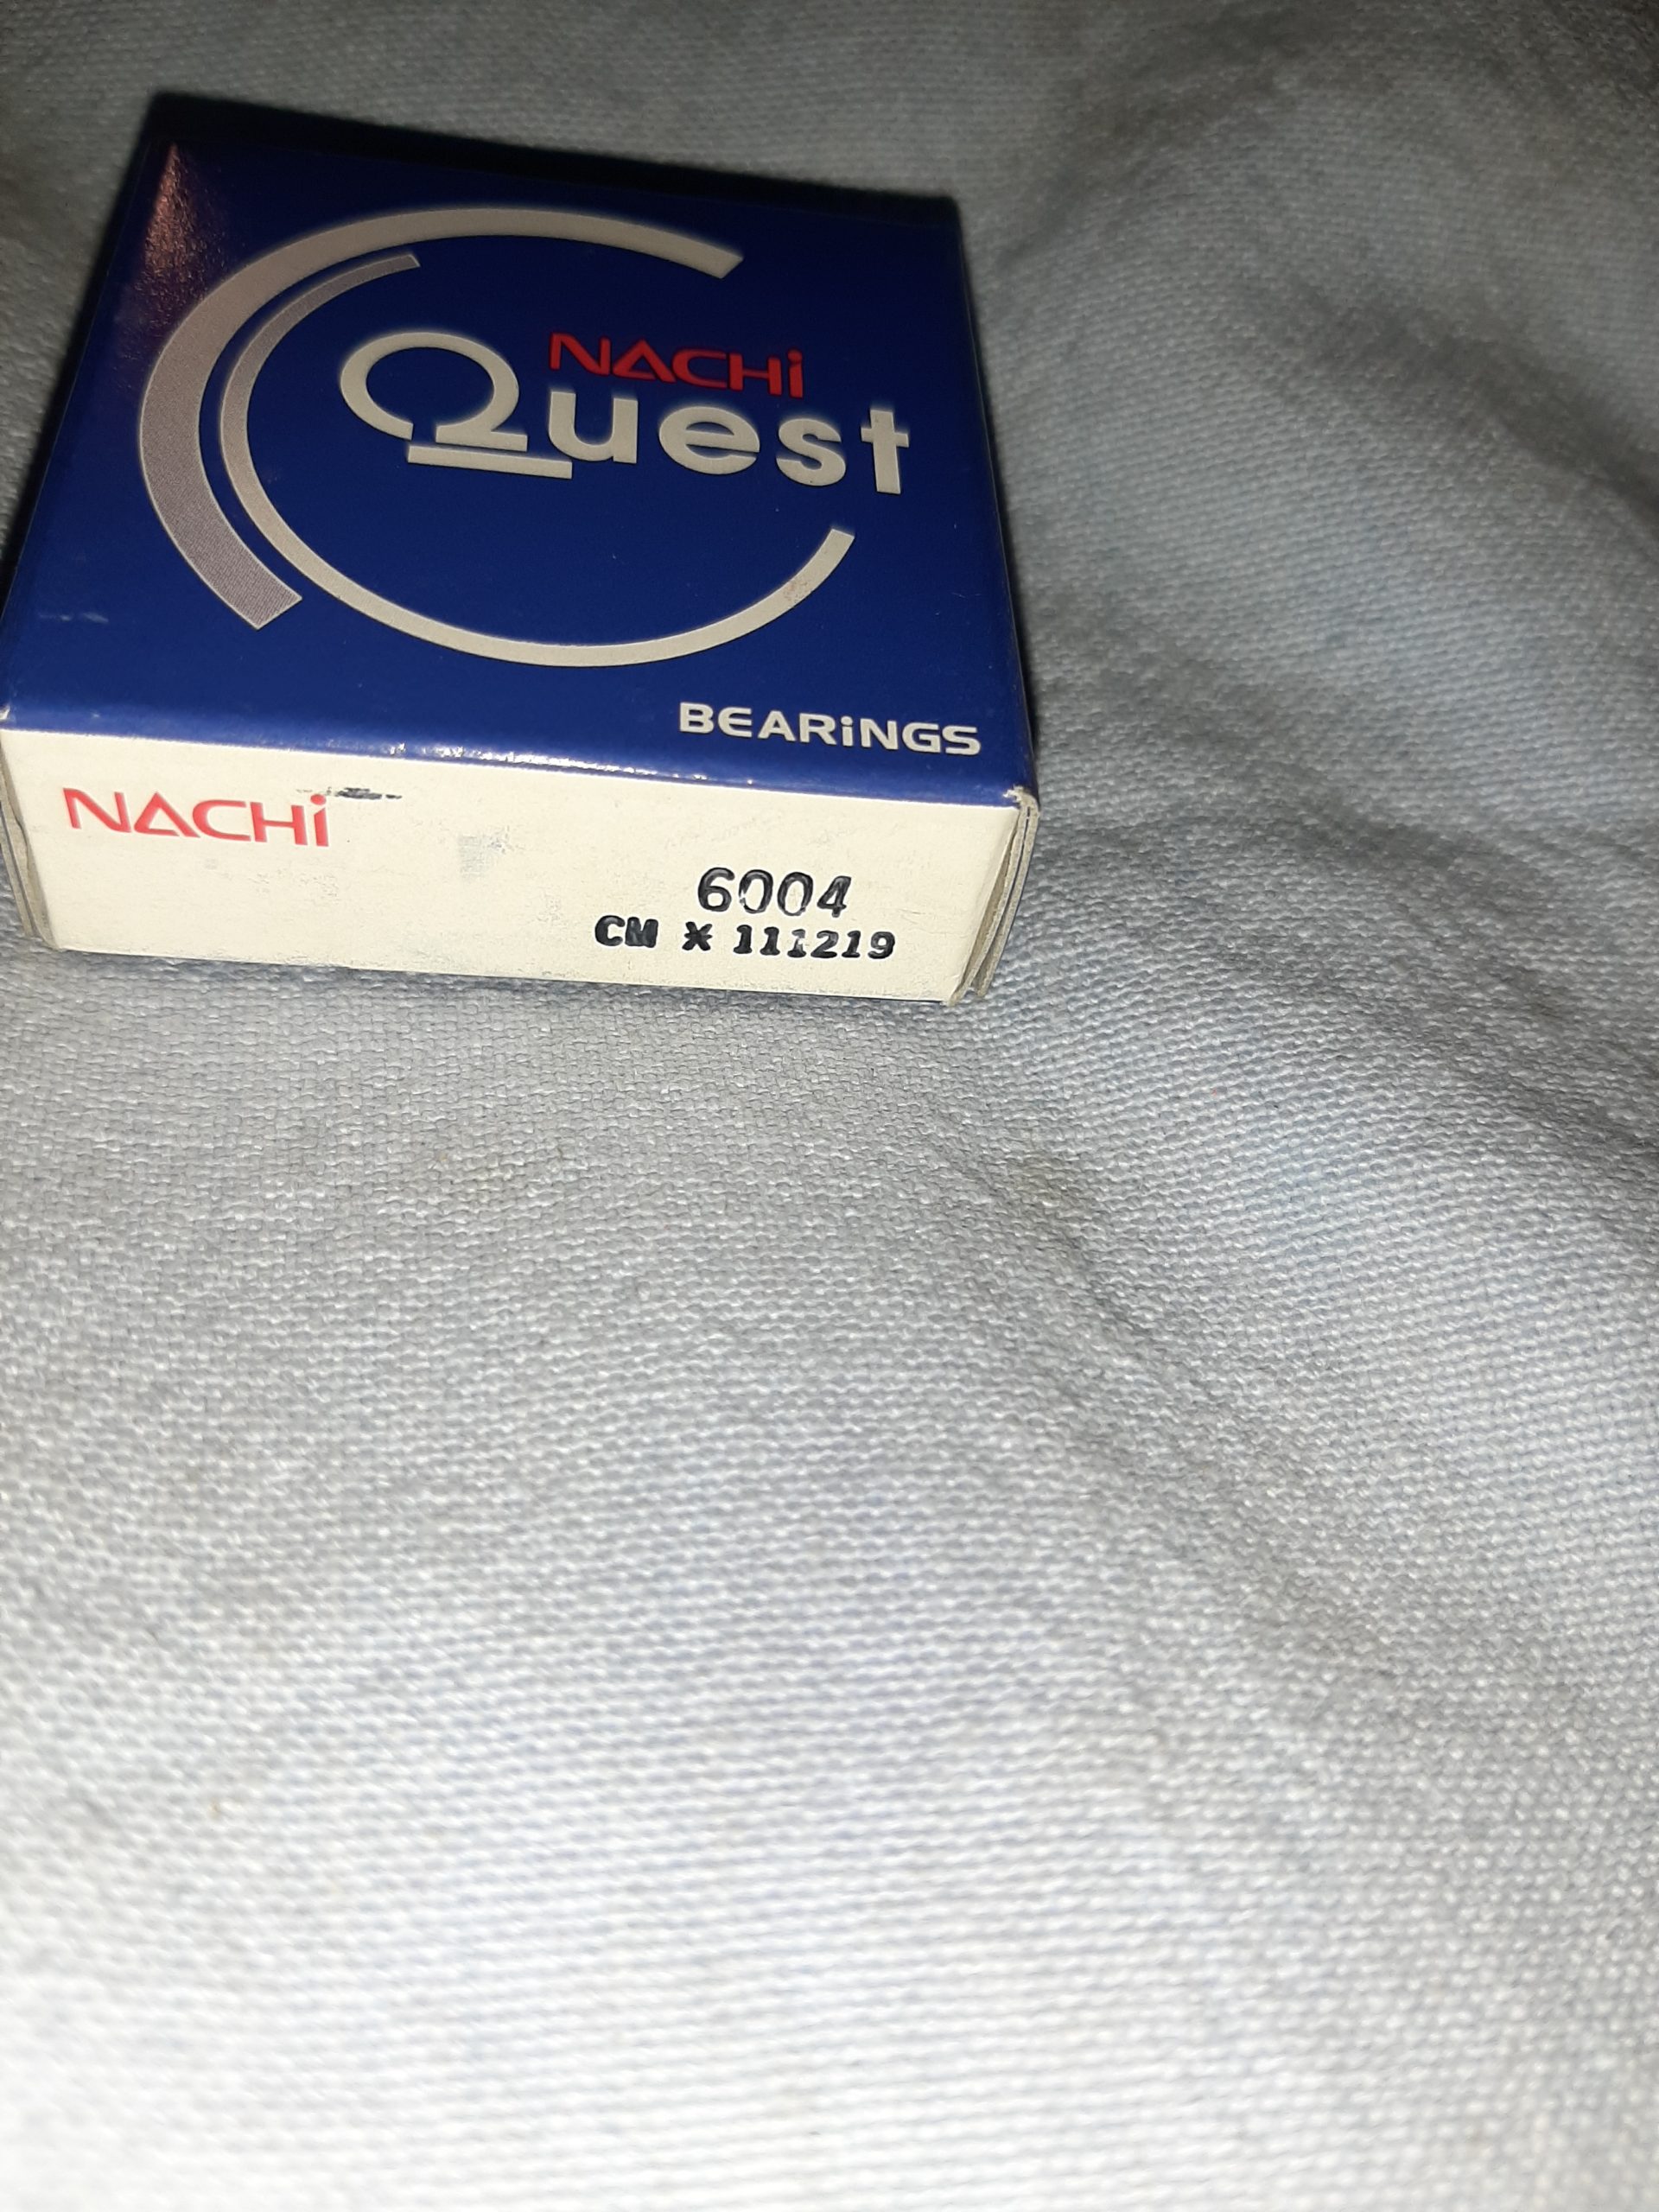 NACHi
Quest
BEARiNGS
NACHi
6004
CM * 111219